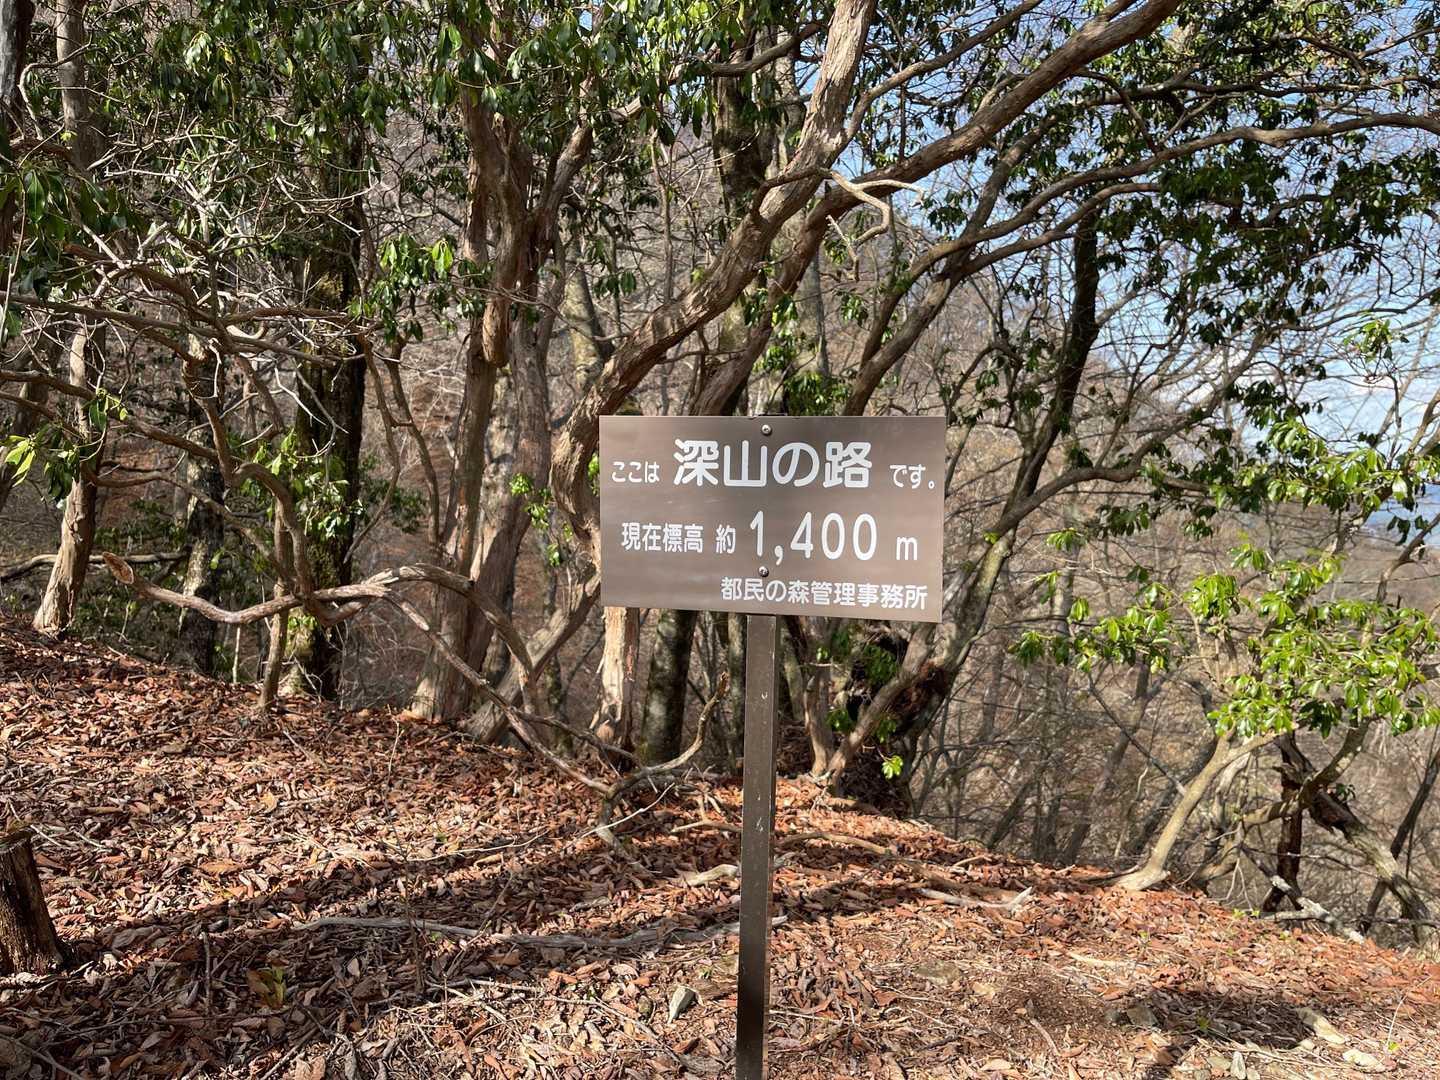 ここは 深山の路 です。
現在標高 約 1,400 m
都民の森管理事務所